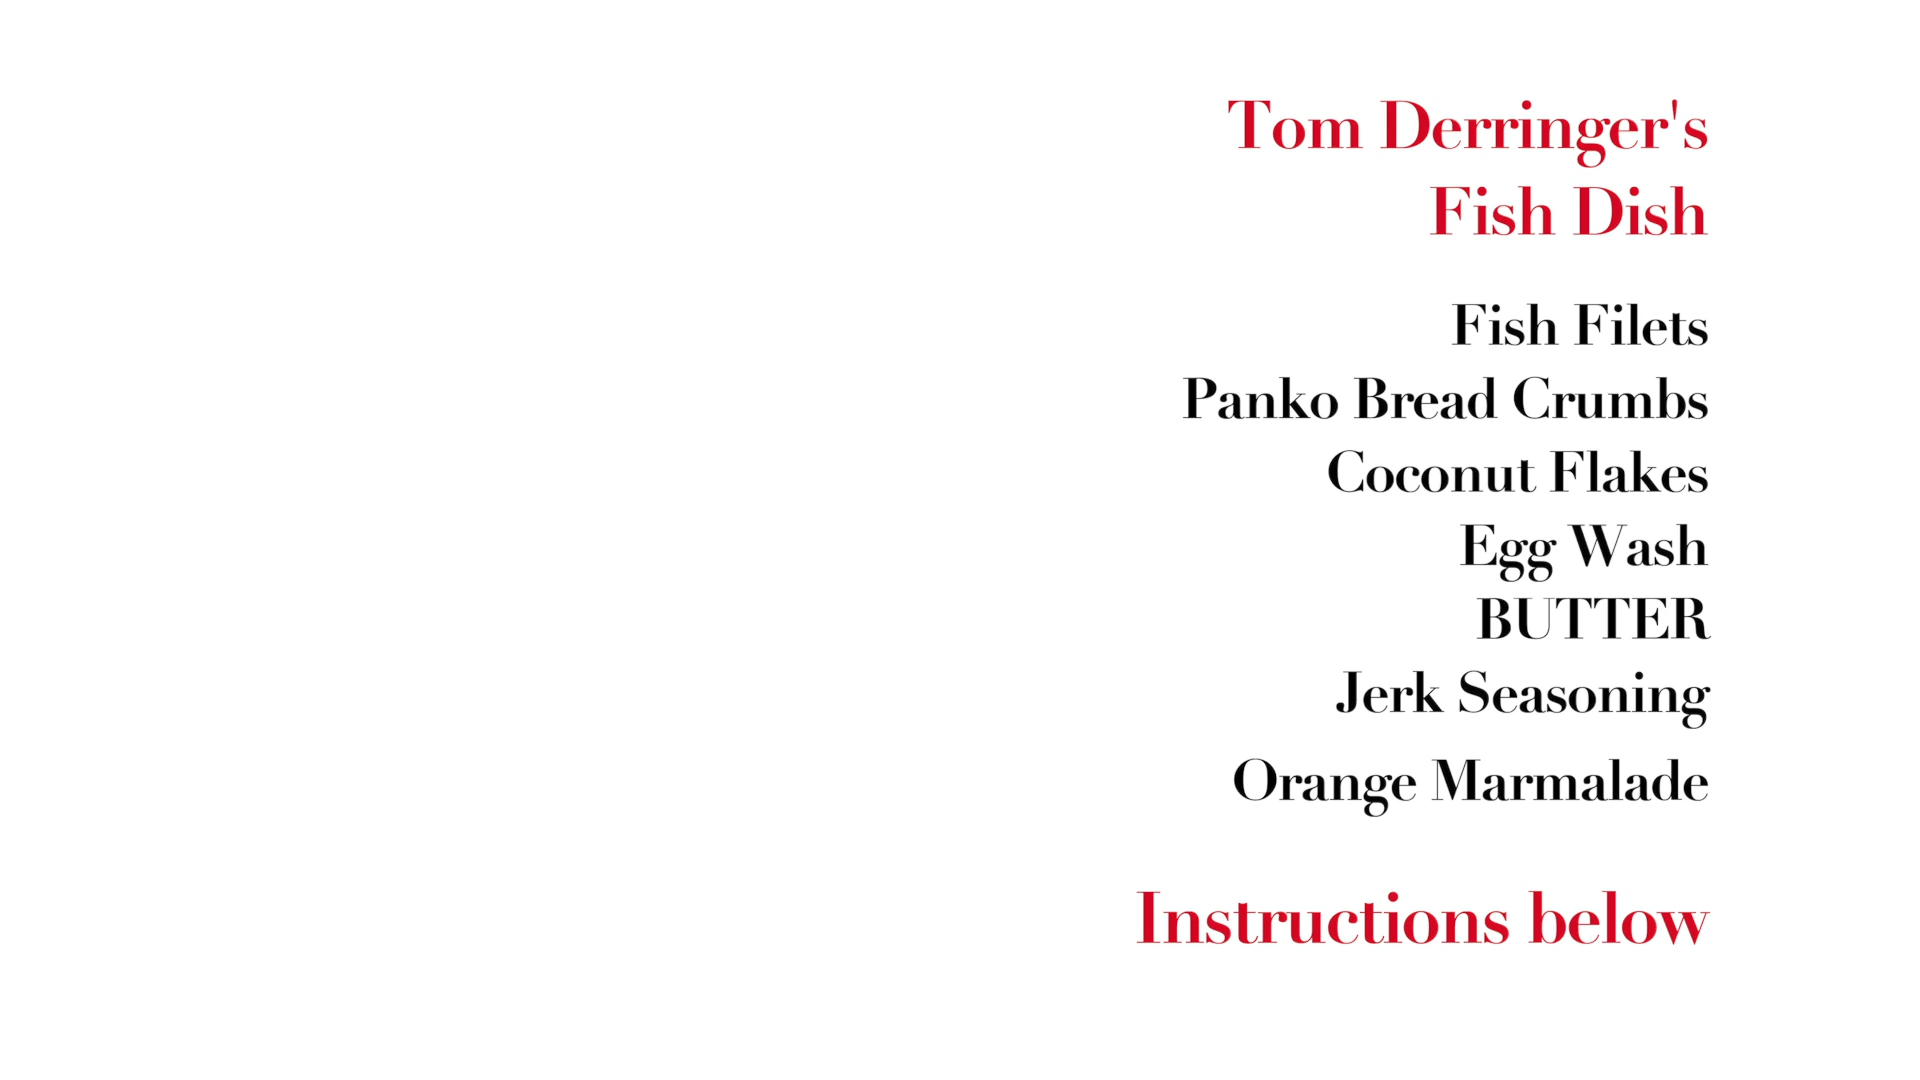 Tom Derringer's
Fish Dish
Fish Filets
Panko Bread Crumbs
Coconut Flakes
Egg Wash
BUTTER
Jerk Seasoning
Orange Marmalade
Instructions below